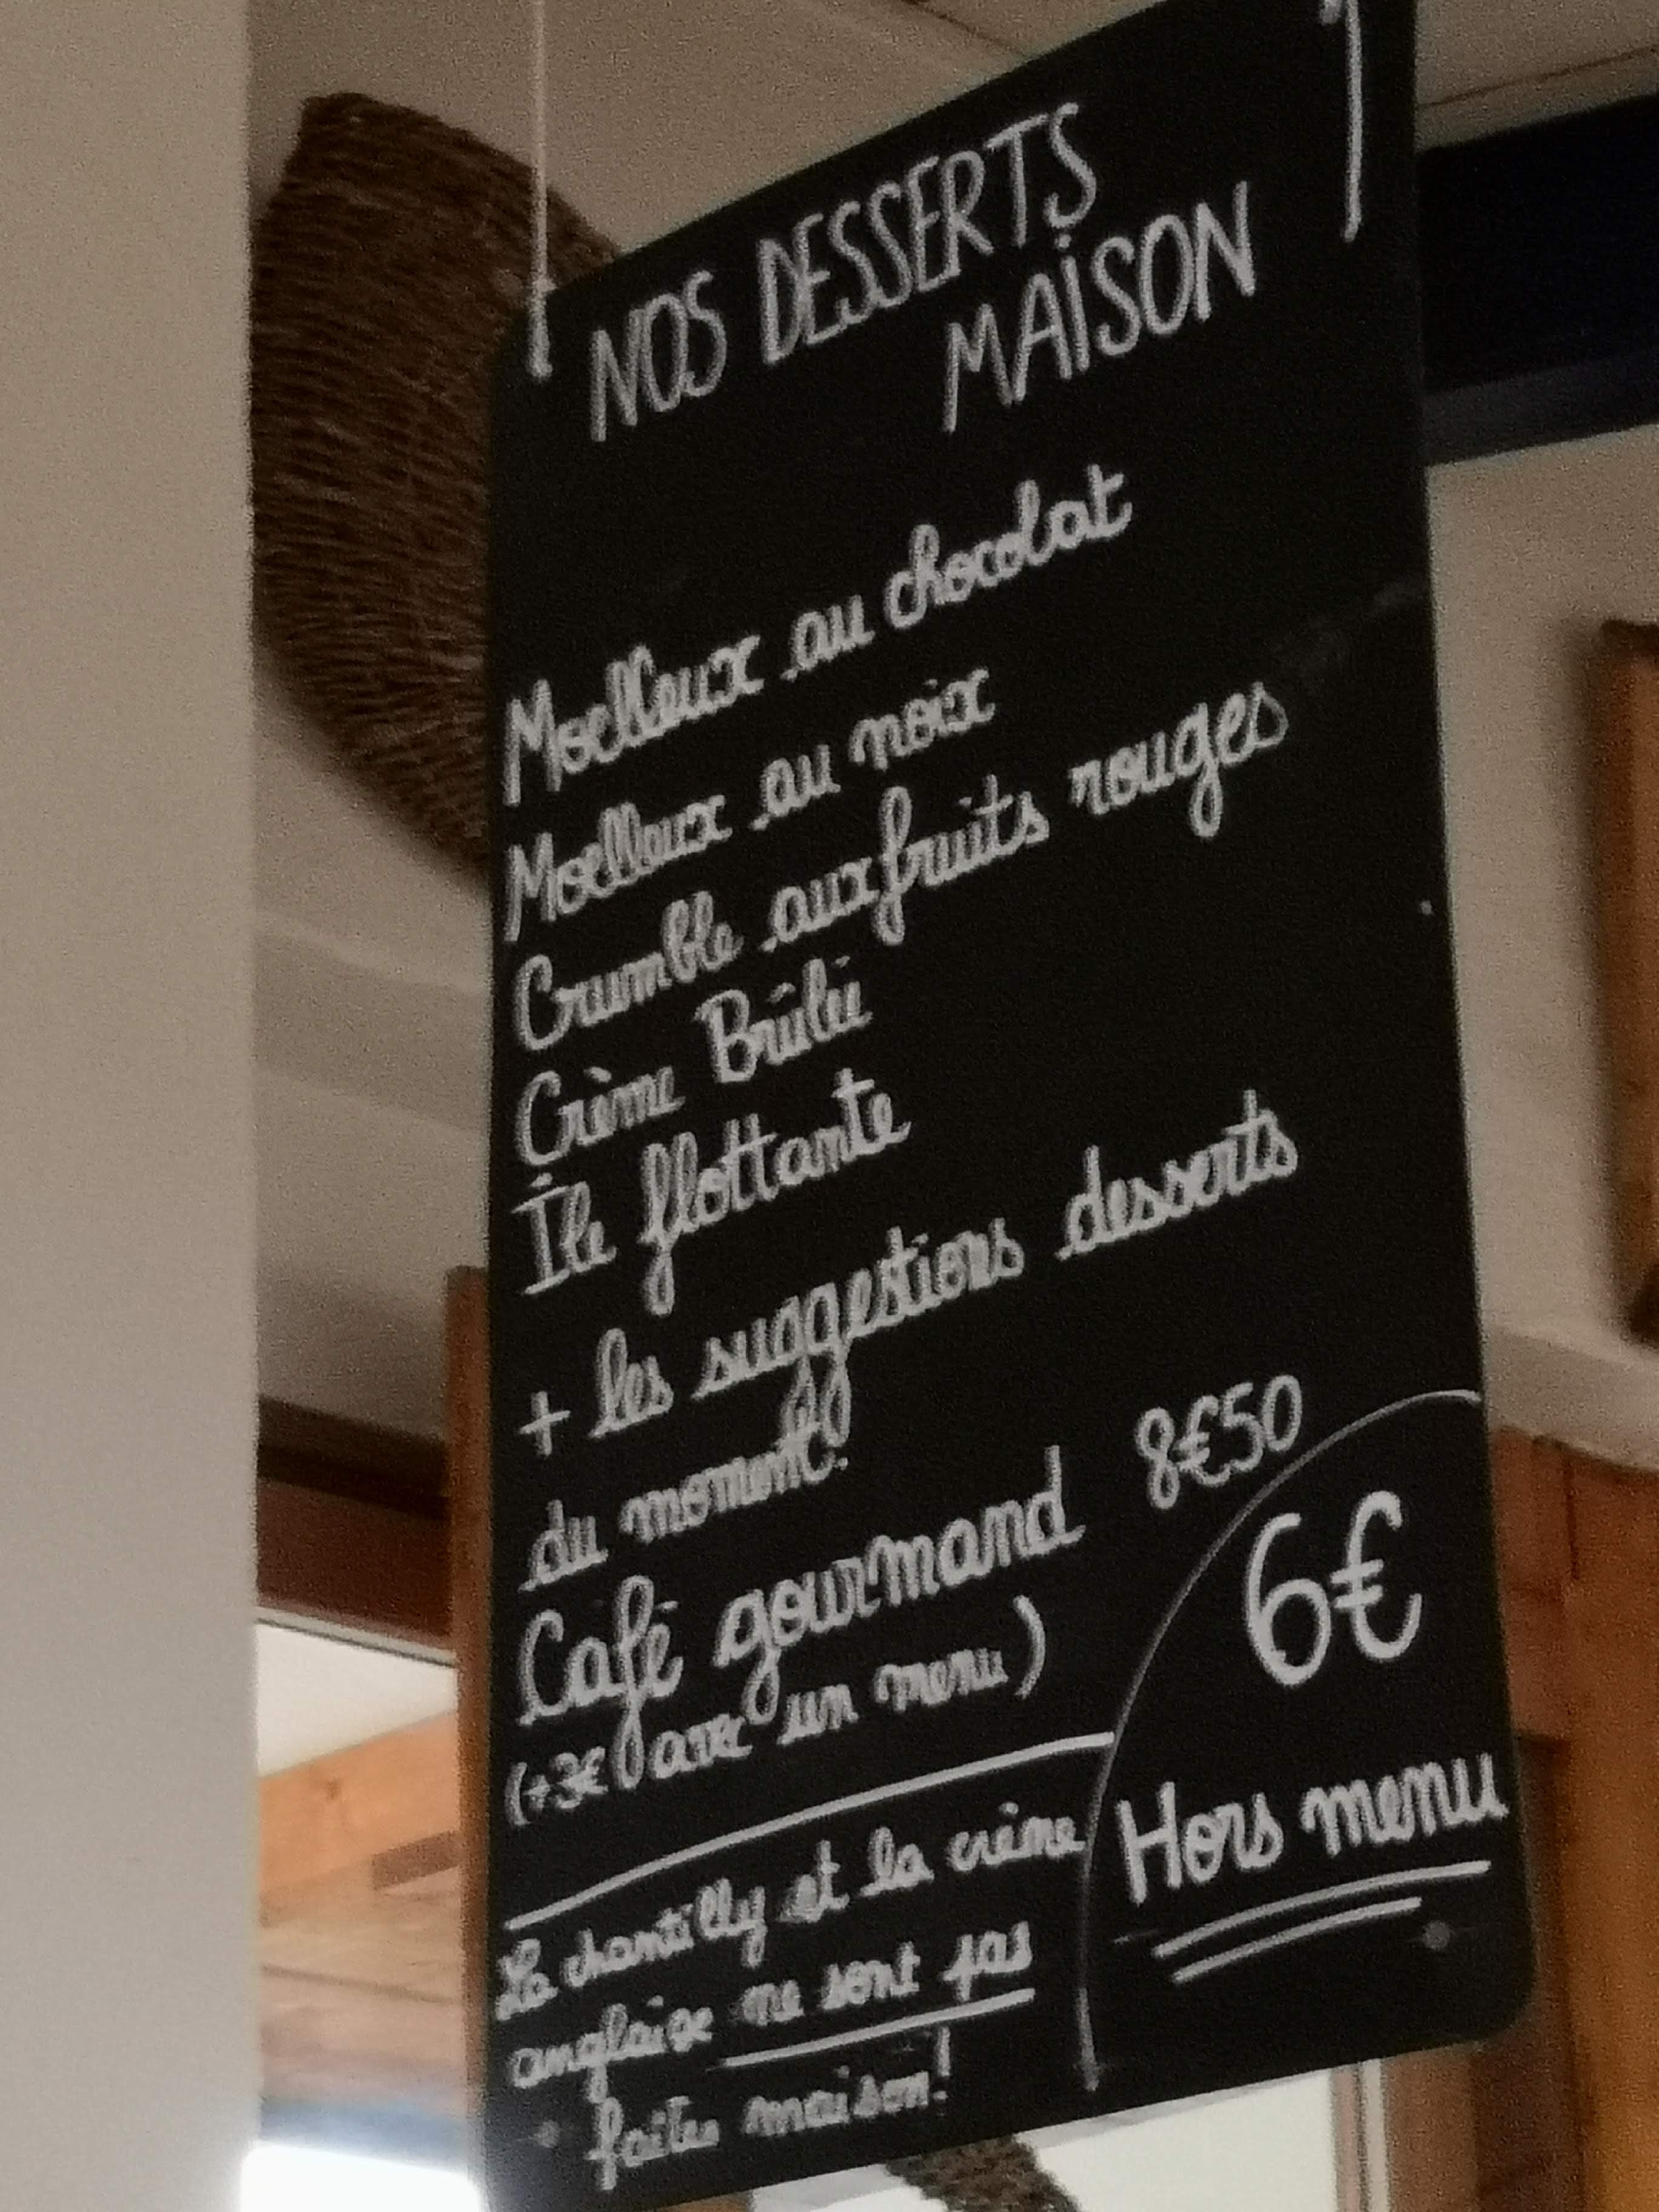 NOS DESSERTS
MAISON
Moelleux au chocolat
Moelleux au noix
Crumble aux fruits rouges
Crème Brûlée
Île flottante
+ les suggestions desserts
du moment.
Café gourmand 8€50
(+3€ avec un menu)
6€
Hors menu
La chantilly et la crème
anglaise ne sont pas
faites maison!